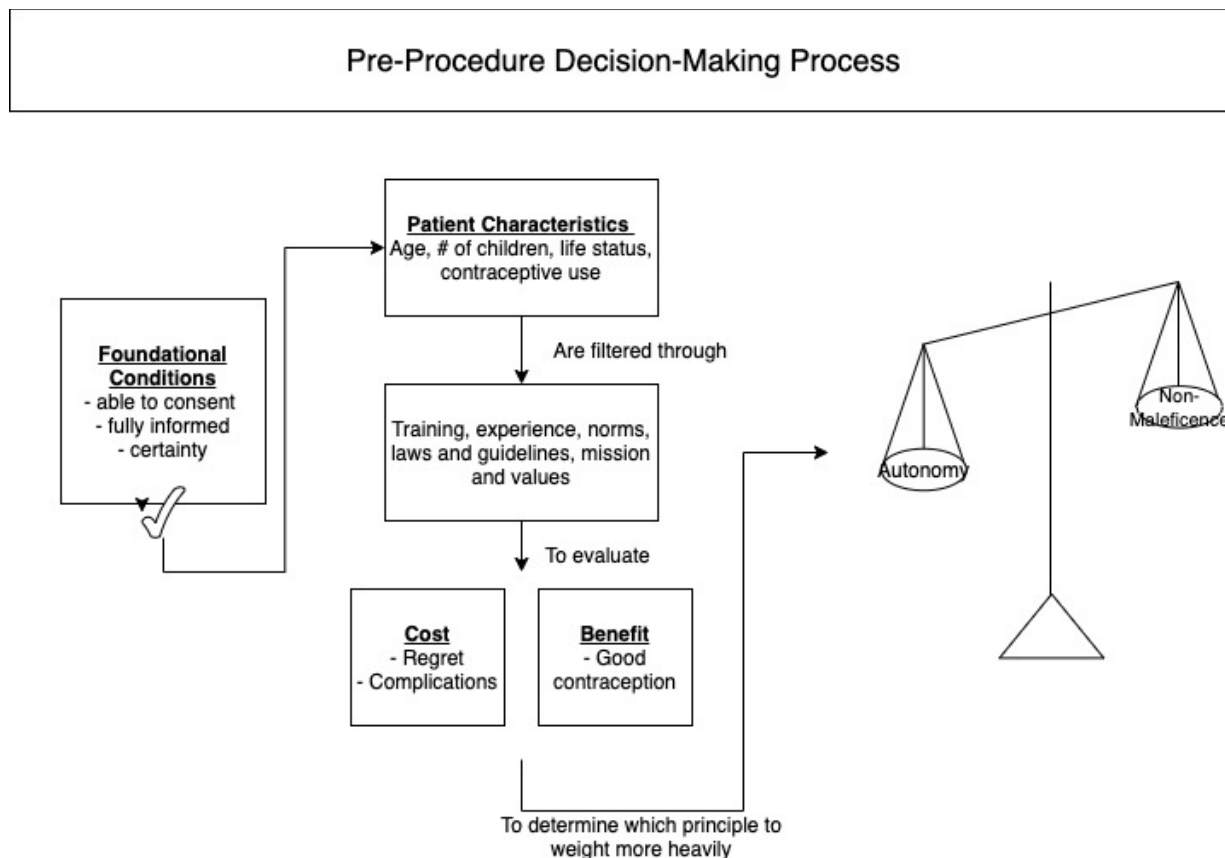 Pre-Procedure Decision-Making Process
Foundational
Conditions
- able to consent
- fully informed
- certainty
Patient Characteristics
Age, # of children, life status,
contraceptive use
Are filtered through
Training, experience, norms,
laws and guidelines, mission
and values
To evaluate
Cost
- Regret
- Complications
Benefit
- Good
contraception
To determine which principle to
weight more heavily
Autonomy
Non-
Maleficence